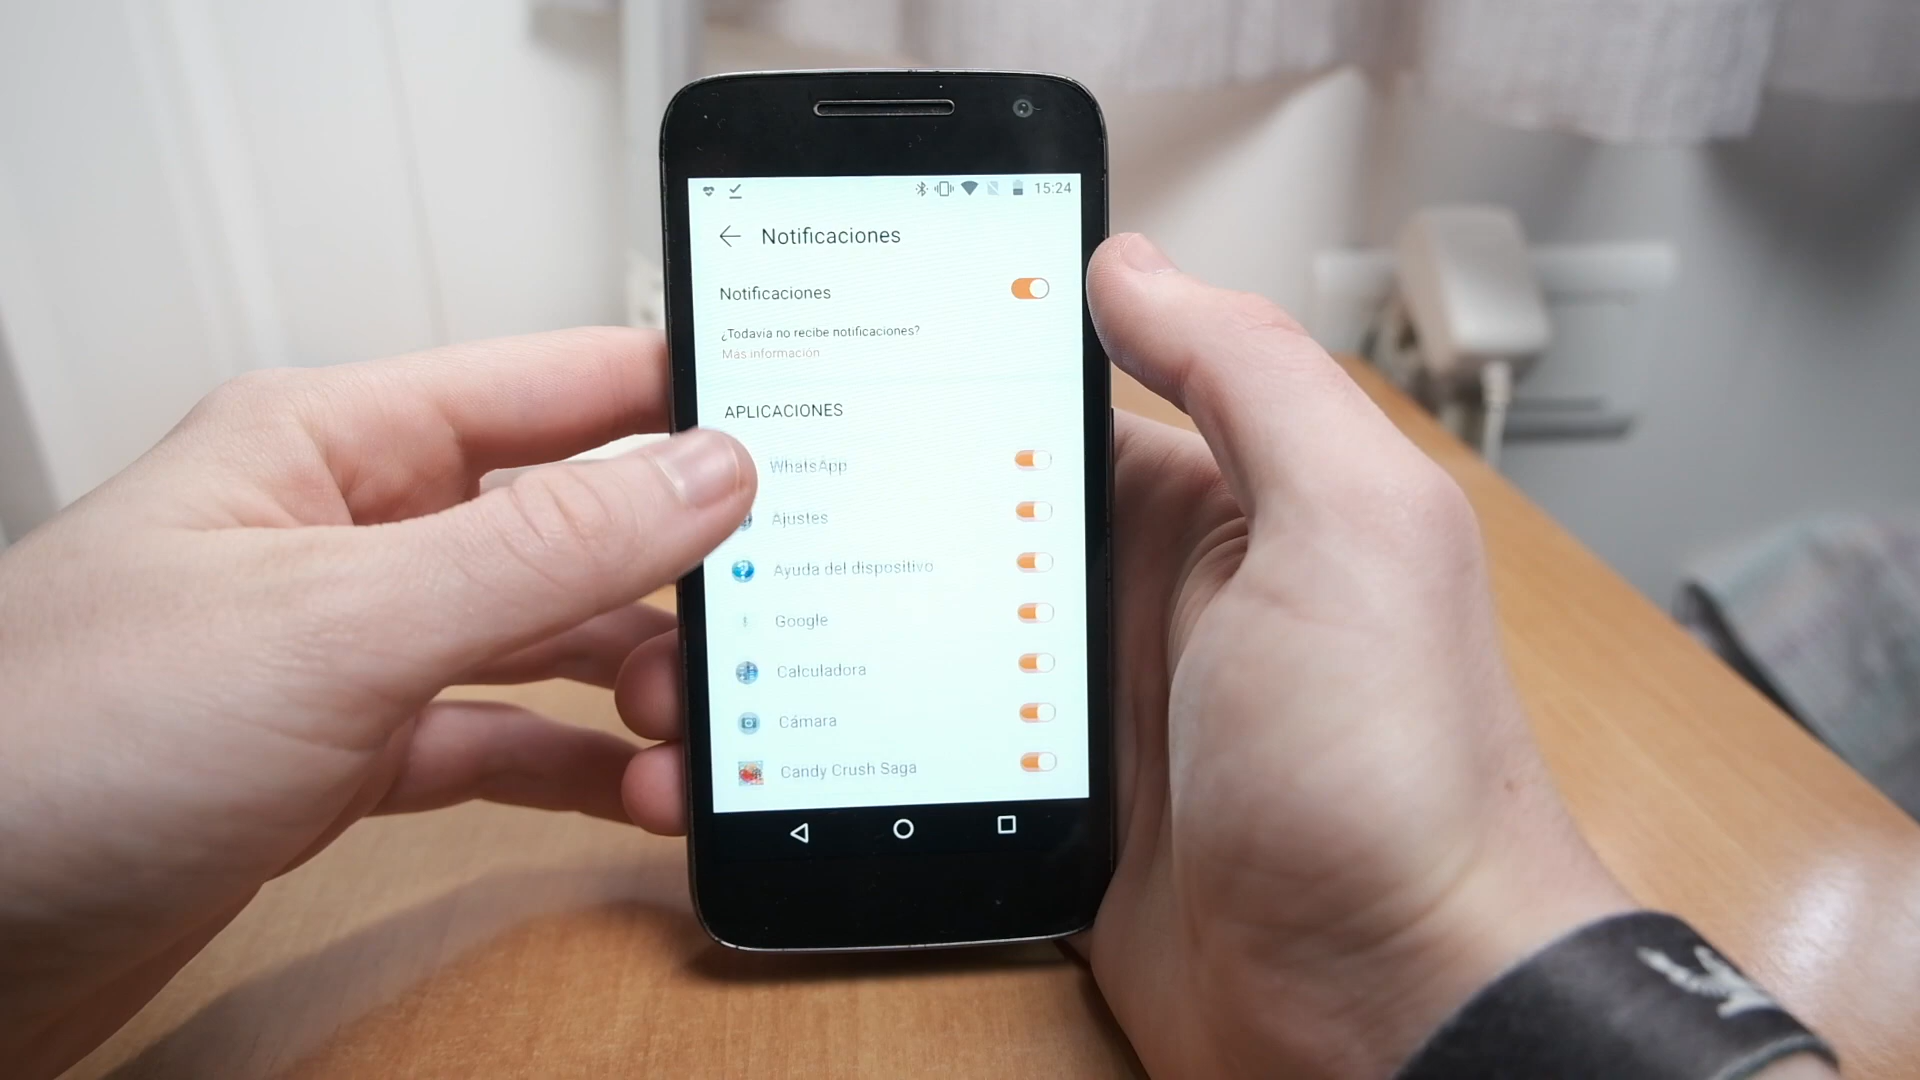 15:24
Notificaciones
Notificaciones
¿Todavía no recibe notificaciones?
Más información
APLICACIONES
WhatsApp
Ajustes
Ayuda del dispositivo
Google
Calculadora
Cámara
Candy Crush Saga